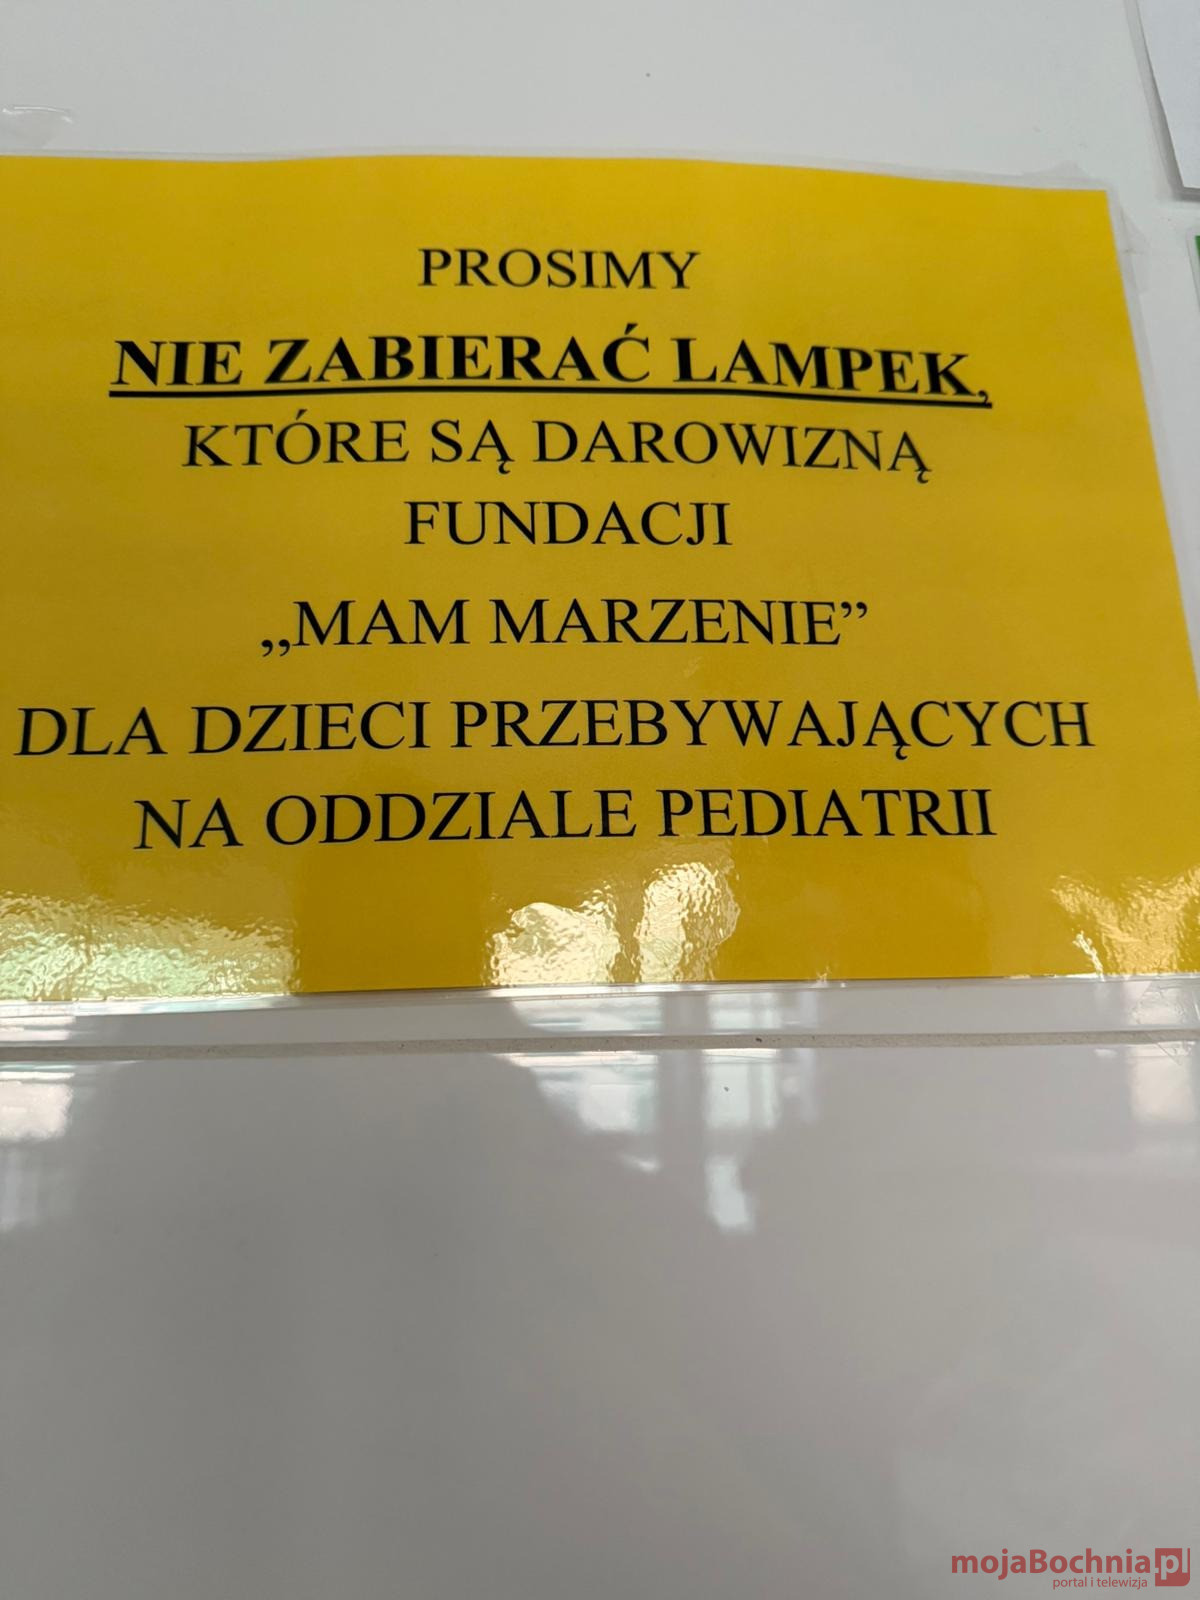 PROSIMY
NIE ZABIERAĆ LAMPEK,
KTÓRE SĄ DAROWIZNĄ
FUNDACJI
„MAM MARZENIE”
DLA DZIECI PRZEBYWAJĄCYCH
NA ODDZIALE PEDIATRII
mojaBochnia.pl
portal i telewizja